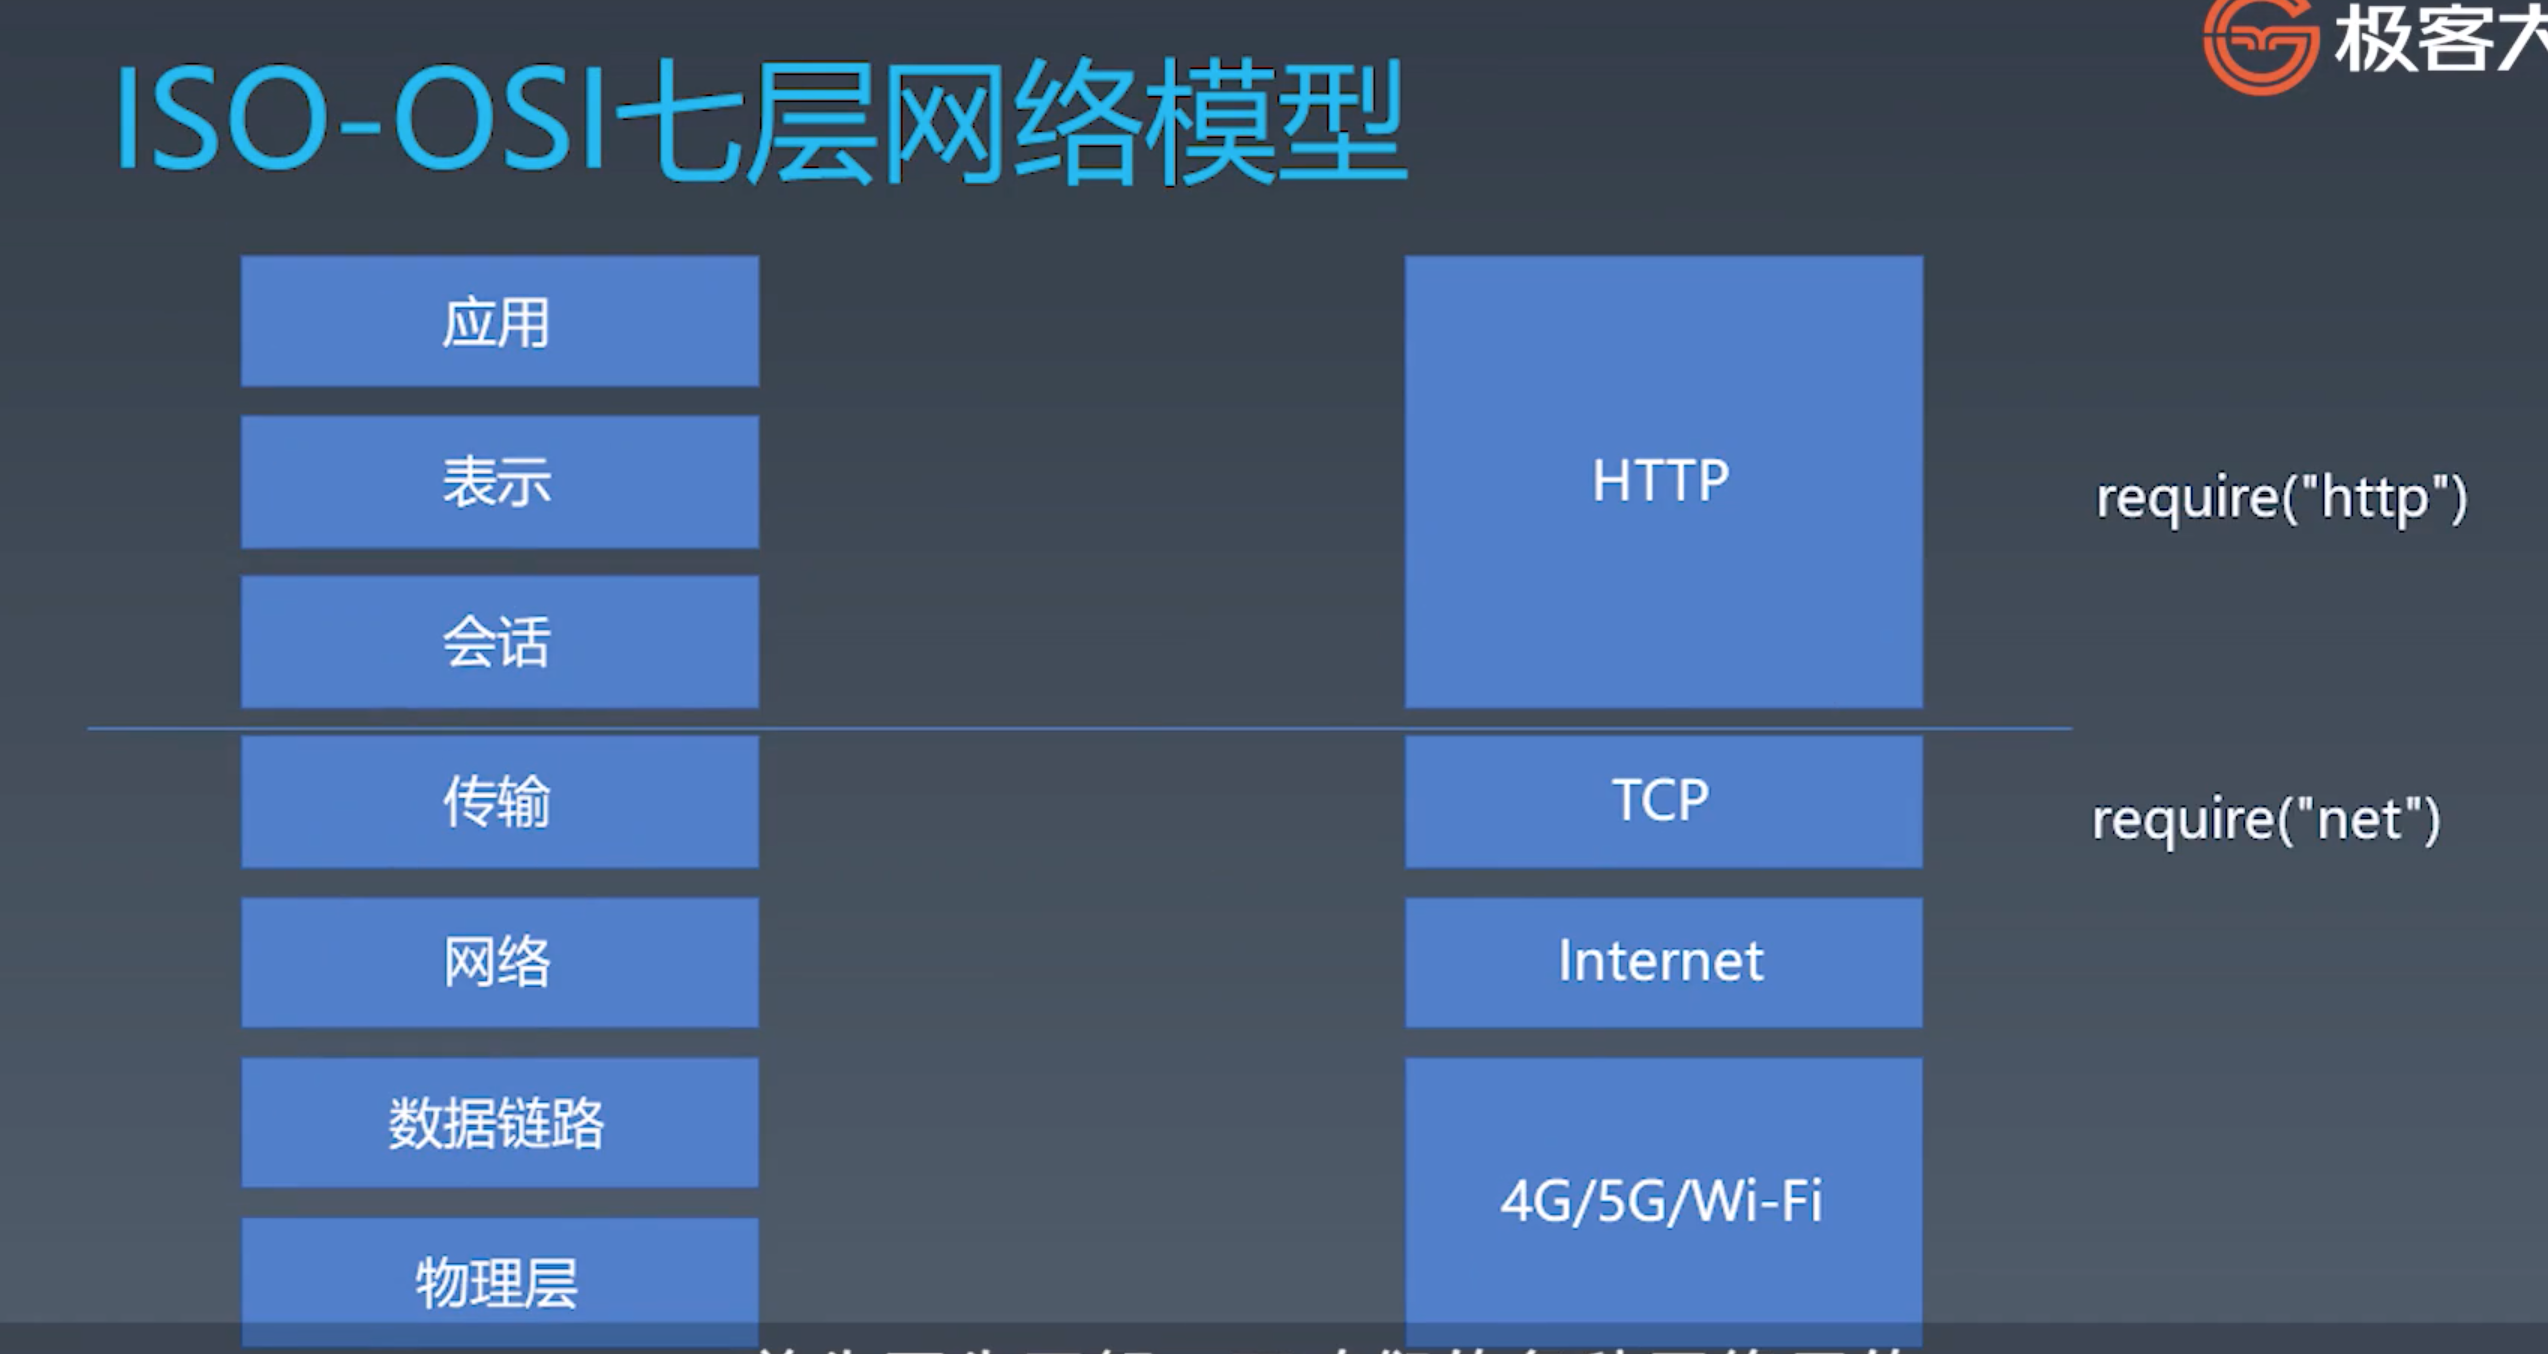 极客大
ISO-OSI七层网络模型
应用
表示
会话
传输
网络
数据链路
物理层
HTTP
TCP
Internet
4G/5G/Wi-Fi
require("http")
require("net")